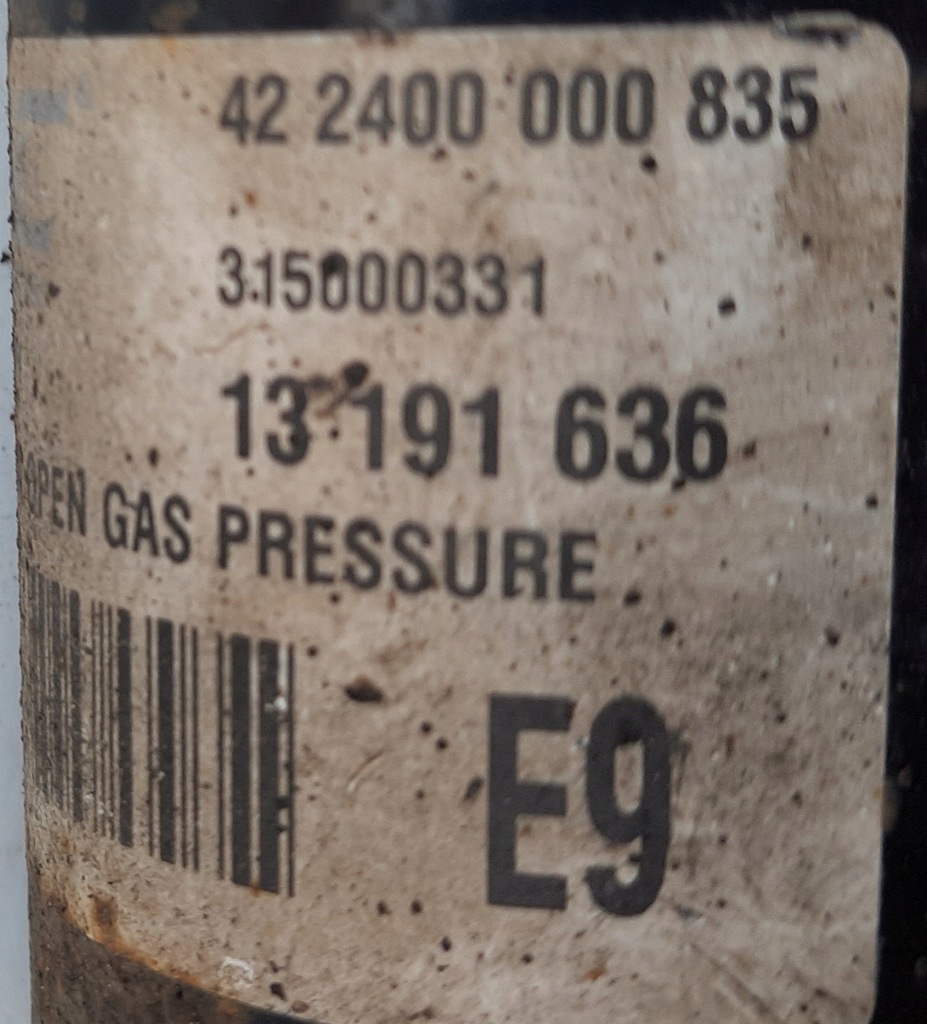 42 2400 000 835
315000331
13 191 636
OPEN GAS PRESSURE
E9